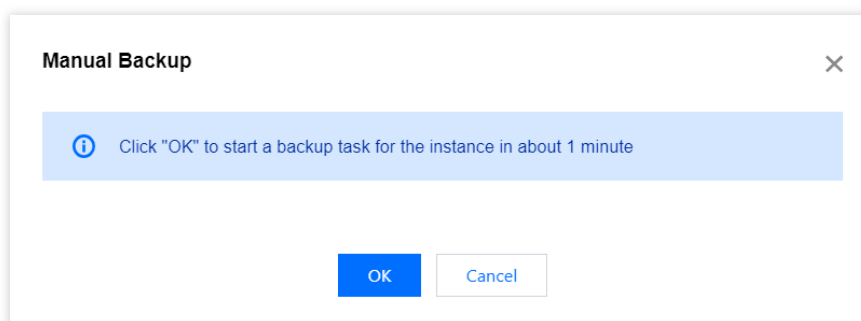 Manual Backup
Click "OK" to start a backup task for the instance in about 1 minute
OK
Cancel